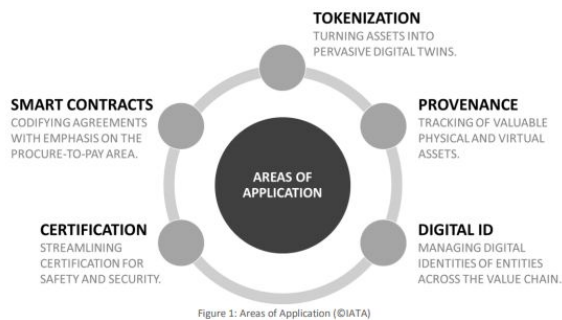 TOKENIZATION
TURNING ASSETS INTO
PERVASIVE DIGITAL TWINS.
SMART CONTRACTS
CODIFYING AGREEMENTS
WITH EMPHASIS ON THE
PROCURE-TO-PAY AREA.
PROVENANCE
TRACKING OF VALUABLE
PHYSICAL AND VIRTUAL
ASSETS.
AREAS OF
APPLICATION
CERTIFICATION
STREAMLINING
CERTIFICATION FOR
SAFETY AND SECURITY.
DIGITAL ID
MANAGING DIGITAL
IDENTITIES OF ENTITIES
ACROSS THE VALUE CHAIN.
Figure 1: Areas of Application (©IATA)